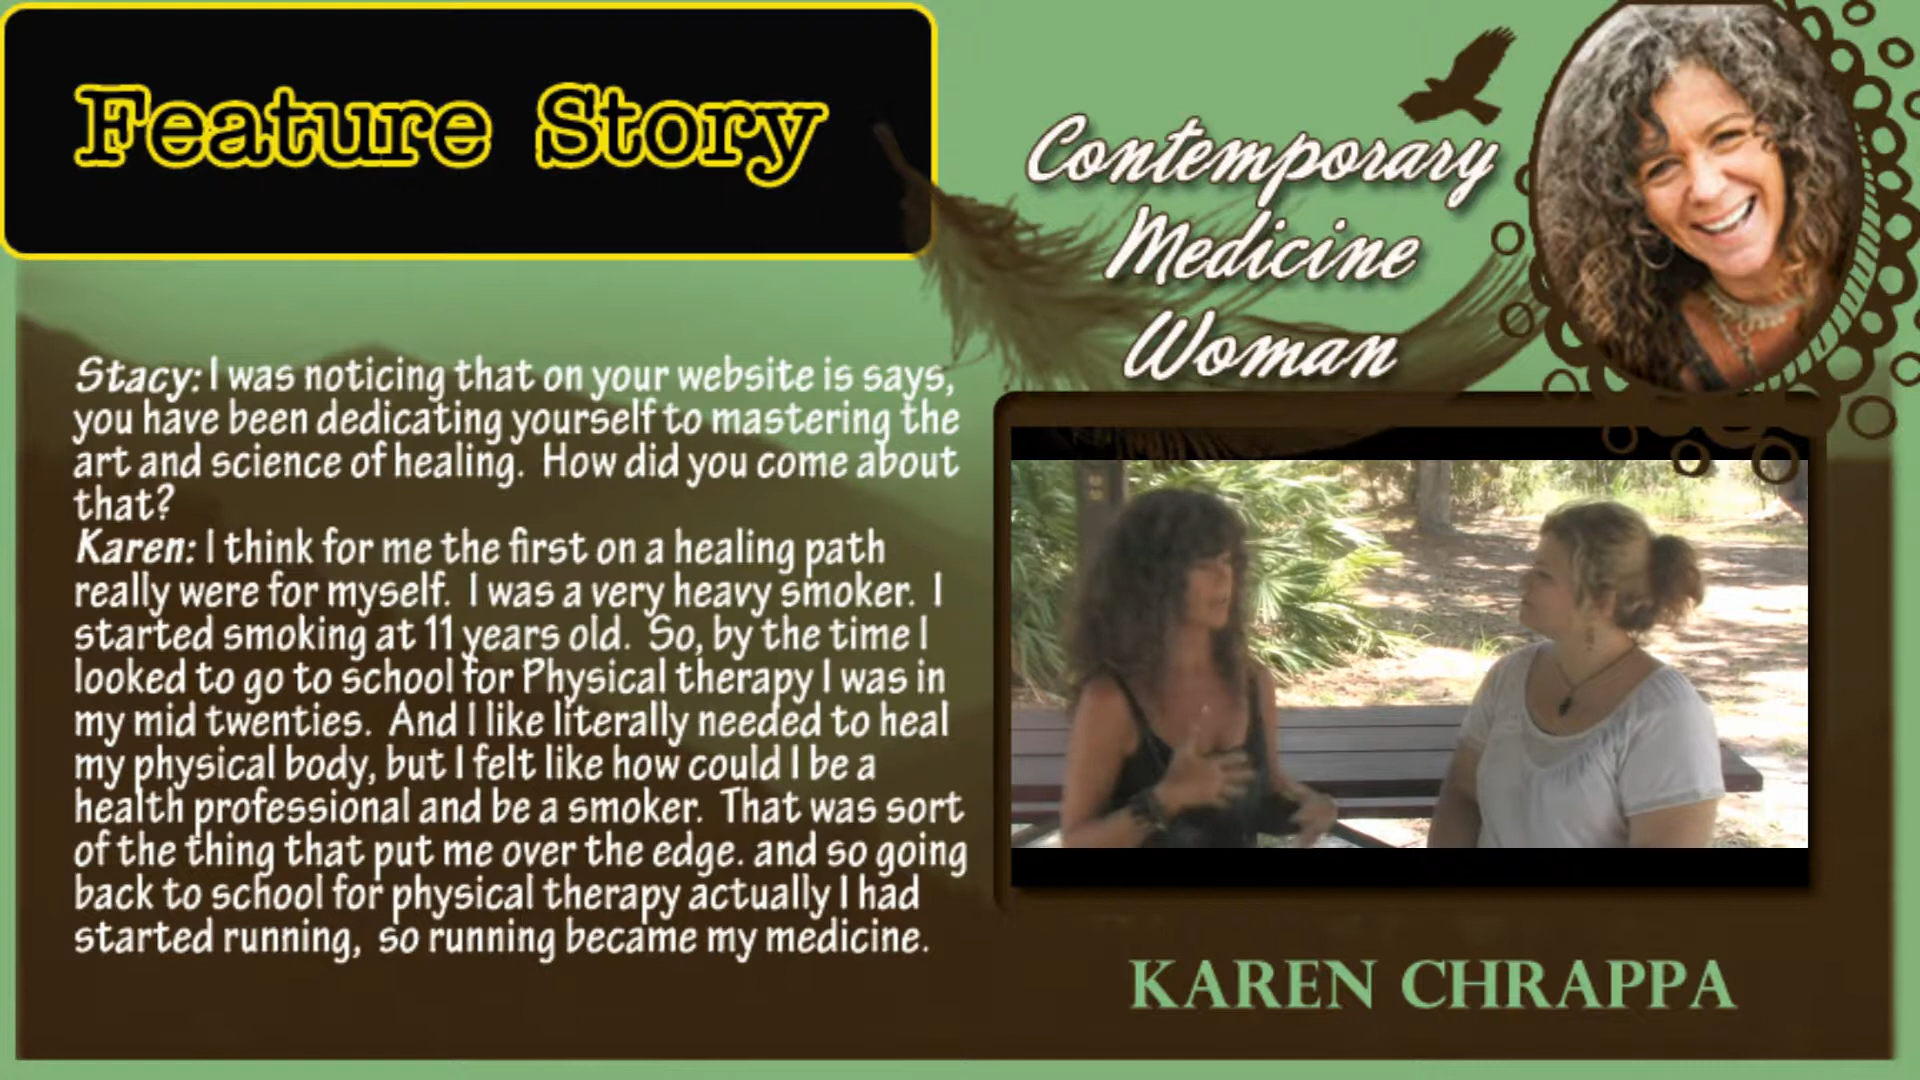 Feature Story
Contemporary
Medicine
Woman
Stacy: I was noticing that on your website is says,
you have been dedicating yourself to mastering the
art and science of healing. How did you come about
that?
Karen: I think for me the first on a healing path
really were for myself. I was a very heavy smoker. I
started smoking at 11 years old. So, by the time I
looked to go to school for Physical therapy I was in
my mid twenties. And I like literally needed to heal
my physical body, but I felt like how could I be a
health professional and be a smoker. That was sort
of the thing that put me over the edge. and so going
back to school for physical therapy actually I had
started running, so running became my medicine.
KAREN CHRAPPA